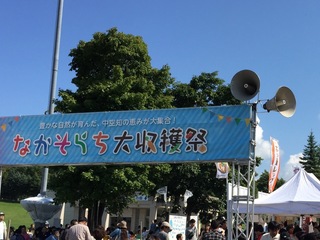 豊かな自然が育んだ、中空知の恵みが大集合！
なかそらち大収穫祭